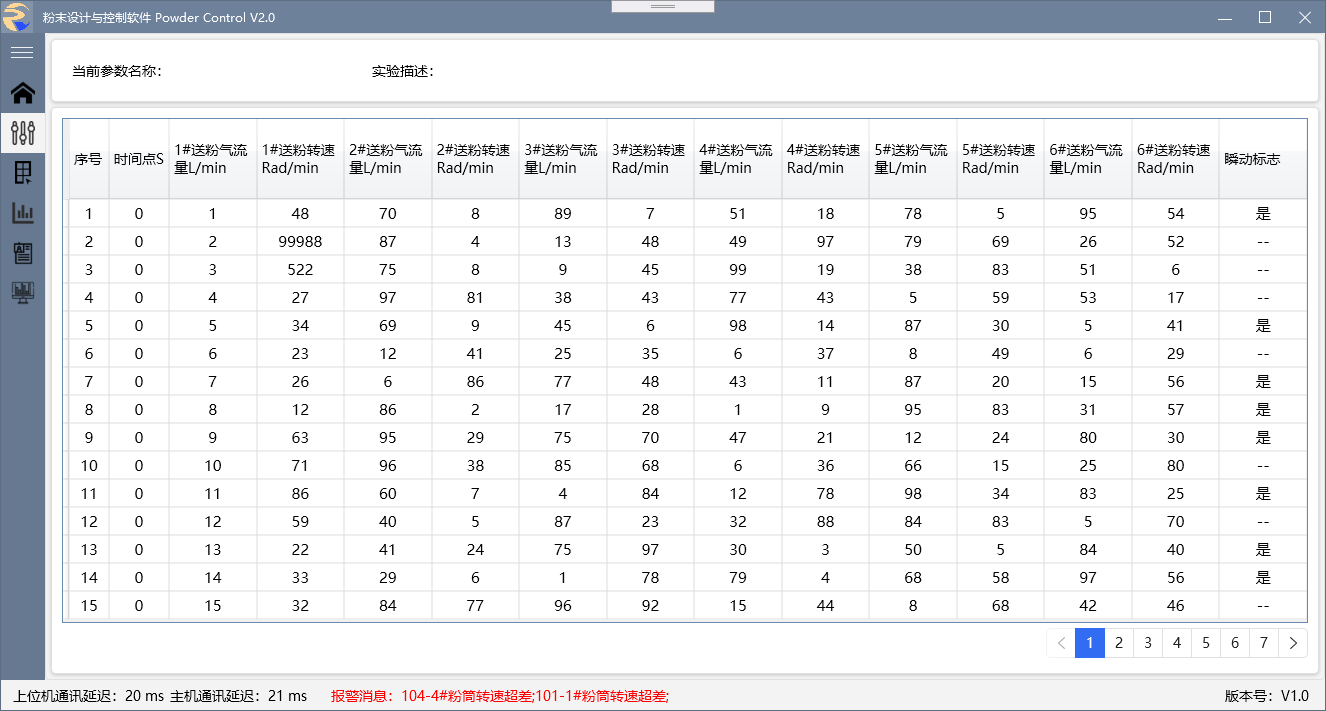 粉末设计与控制软件 Powder Control V2.0
当前参数名称： 实验描述：
序号 时间点S 1#送粉气流量L/min 1#送粉转速Rad/min 2#送粉气流量L/min 2#送粉转速Rad/min 3#送粉气流量L/min 3#送粉转速Rad/min 4#送粉气流量L/min 4#送粉转速Rad/min 5#送粉气流量L/min 5#送粉转速Rad/min 6#送粉气流量L/min 6#送粉转速Rad/min 瞬动标志
1 0 1 48 70 8 89 7 51 18 78 5 95 54 是
2 0 2 99988 87 4 13 48 49 97 79 69 26 52 --
3 0 3 522 75 8 9 45 99 19 38 83 51 6 --
4 0 4 27 97 81 38 43 77 43 5 59 53 17 --
5 0 5 34 69 9 45 6 98 14 87 30 5 41 是
6 0 6 23 12 41 25 35 6 37 8 49 6 29 --
7 0 7 26 6 86 77 48 43 11 87 20 15 56 是
8 0 8 12 86 2 17 28 1 9 95 83 31 57 是
9 0 9 63 95 29 75 70 47 21 12 24 80 30 是
10 0 10 71 96 38 85 68 6 36 66 15 25 80 --
11 0 11 86 60 7 4 84 12 78 98 34 83 25 是
12 0 12 59 40 5 87 23 32 88 84 83 5 70 --
13 0 13 22 41 24 75 97 30 3 50 5 84 40 是
14 0 14 33 29 6 1 78 79 4 68 58 97 56 是
15 0 15 32 84 77 96 92 15 44 8 68 42 46 --
1 2 3 4 5 6 7
上位机通讯延迟：20 ms 主机通讯延迟：21 ms 报警消息：104-4#粉筒转速超差;101-1#粉筒转速超差; 版本号：V1.0